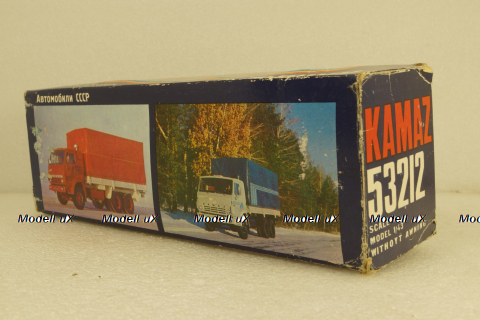 Автомобили СССР
KAMAZ
53212
SCALE
MODEL 1:43
WITHOTT AWNING
Modell uX Modell uX Modell uX Modell uX Modell uX M